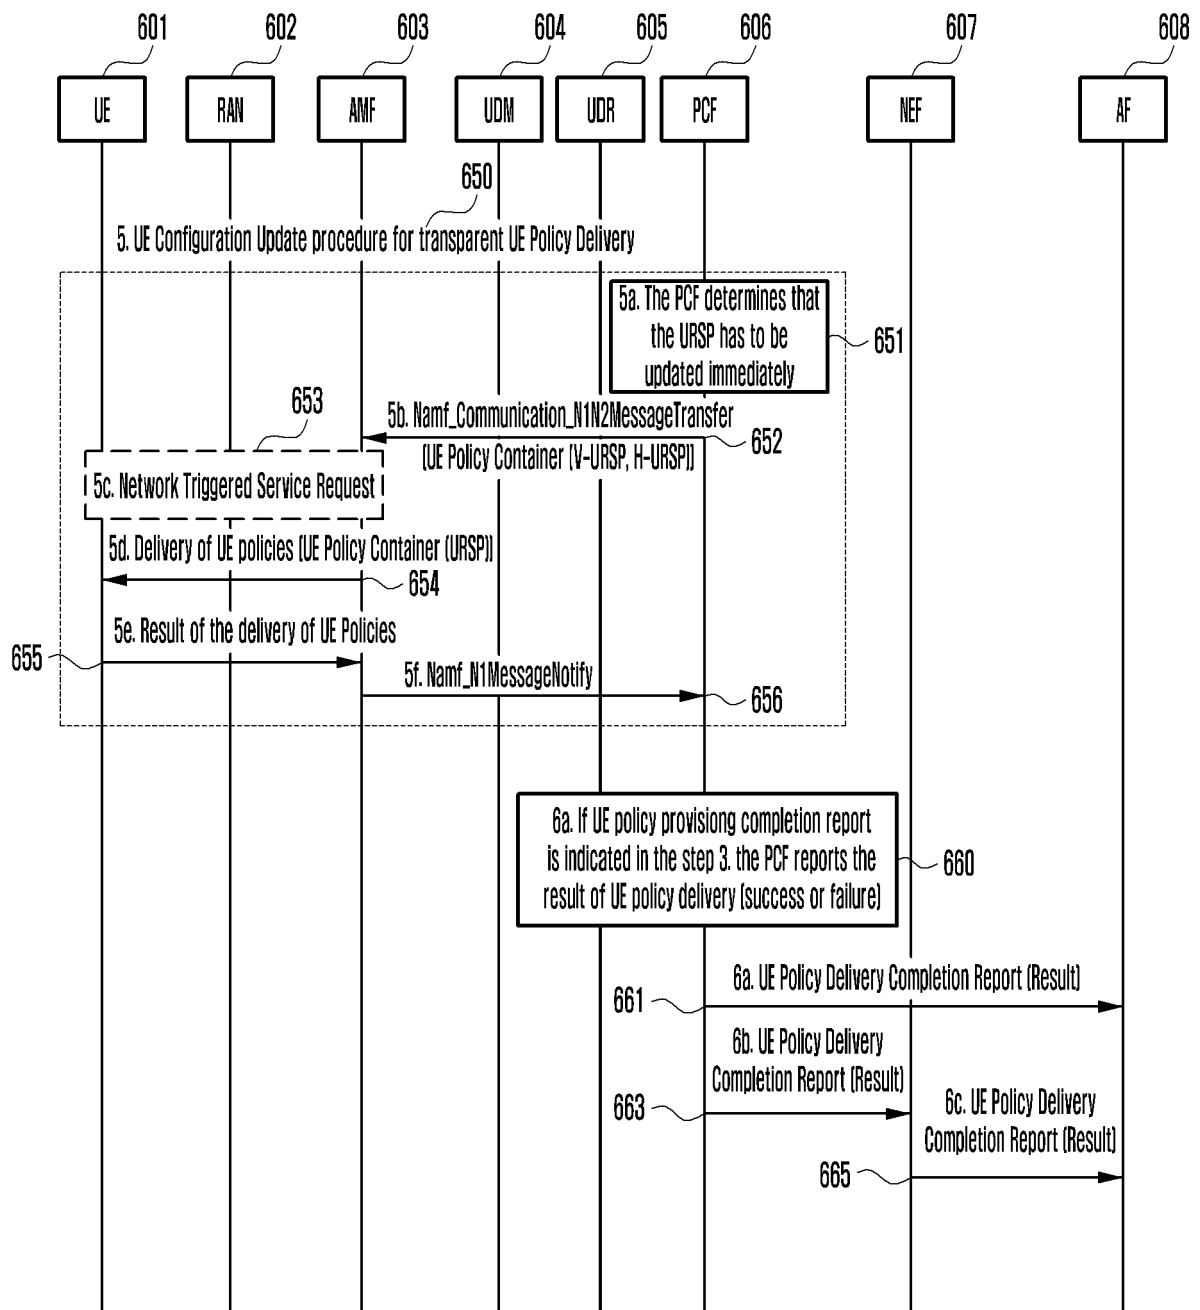 601 602 603 604 605 606 607 608
UE RAN AMF UDM UDR PCF NEF AF
650
5. UE Configuration Update procedure for transparent UE Policy Delivery
5a. The PCF determines that
the URSP has to be
updated immediately
651
653
5b. Namf_Communication_N1N2MessageTransfer
652
(UE Policy Container (V-URSP, H-URSP))
5c. Network Triggered Service Request
5d. Delivery of UE policies (UE Policy Container (URSP))
654
5e. Result of the delivery of UE Policies
655
5f. Namf_N1MessageNotify
656
6a. If UE policy provisiong completion report
is indicated in the step 3. the PCF reports the
result of UE policy delivery (success or failure)
660
6a. UE Policy Delivery Completion Report (Result)
661
6b. UE Policy Delivery
Completion Report (Result)
663
6c. UE Policy Delivery
Completion Report (Result)
665